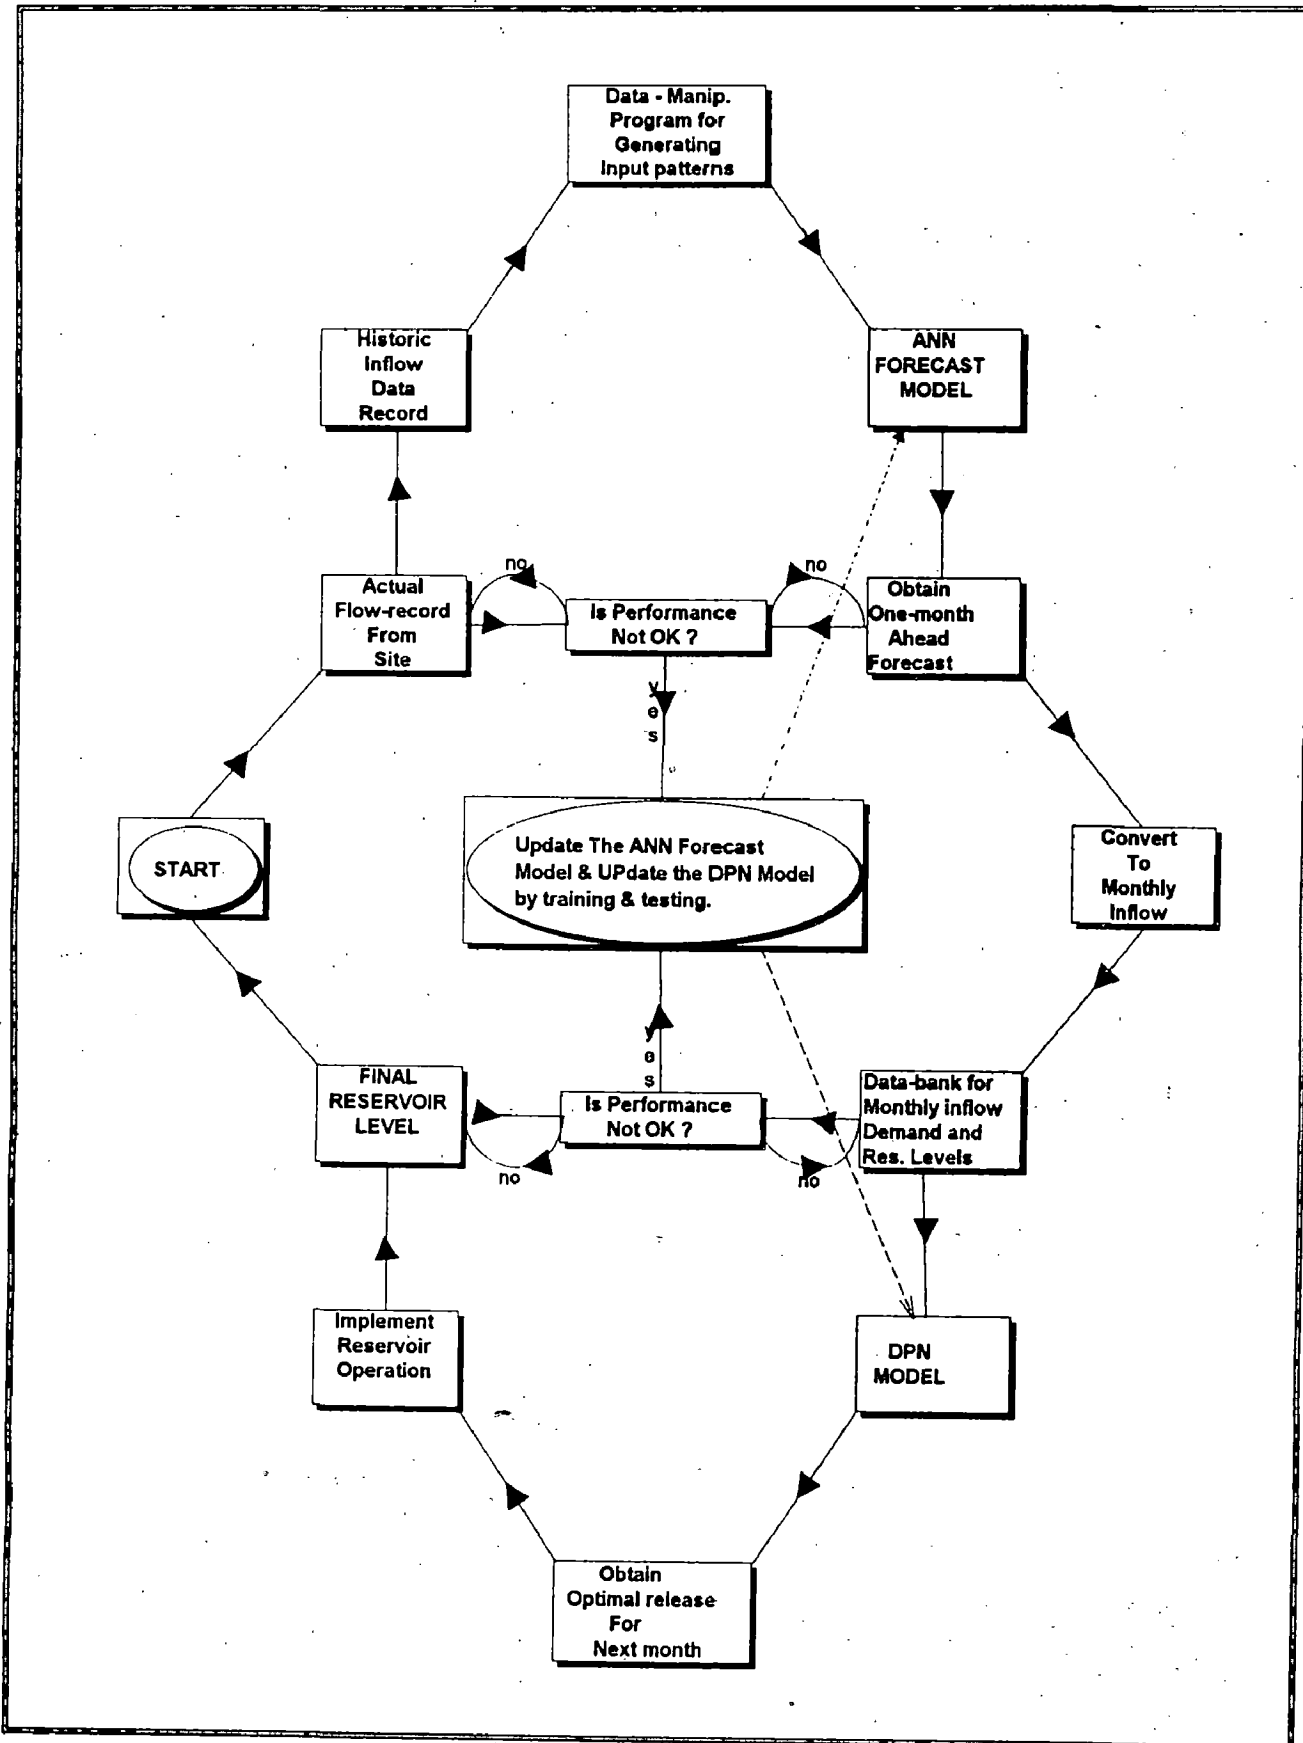 Data - Manip.
Program for
Generating
Input patterns
Historic
Inflow
Data
Record
ANN
FORECAST
MODEL
Actual
Flow-record
From
Site
no
Is Performance
Not OK ?
no
Obtain
One-month
Ahead
Forecast
y
e
s
START
Update The ANN Forecast
Model & UPdate the DPN Model
by training & testing.
Convert
To
Monthly
Inflow
y
e
s
FINAL
RESERVOIR
LEVEL
no
Is Performance
Not OK ?
no
Data-bank for
Monthly inflow
Demand and
Res. Levels
Implement
Reservoir
Operation
DPN
MODEL
Obtain
Optimal release
For
Next month